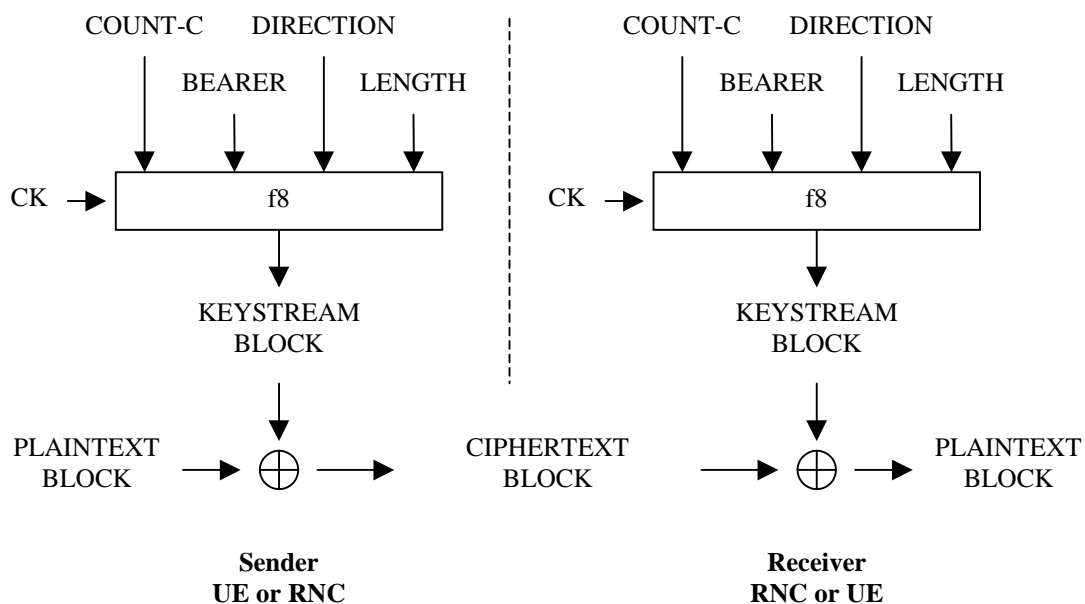 COUNT-C DIRECTION COUNT-C DIRECTION
BEARER LENGTH BEARER LENGTH
CK f8 CK f8
KEYSTREAM
BLOCK
KEYSTREAM
BLOCK
PLAINTEXT
BLOCK
CIPHERTEXT
BLOCK
PLAINTEXT
BLOCK
Sender
UE or RNC
Receiver
RNC or UE